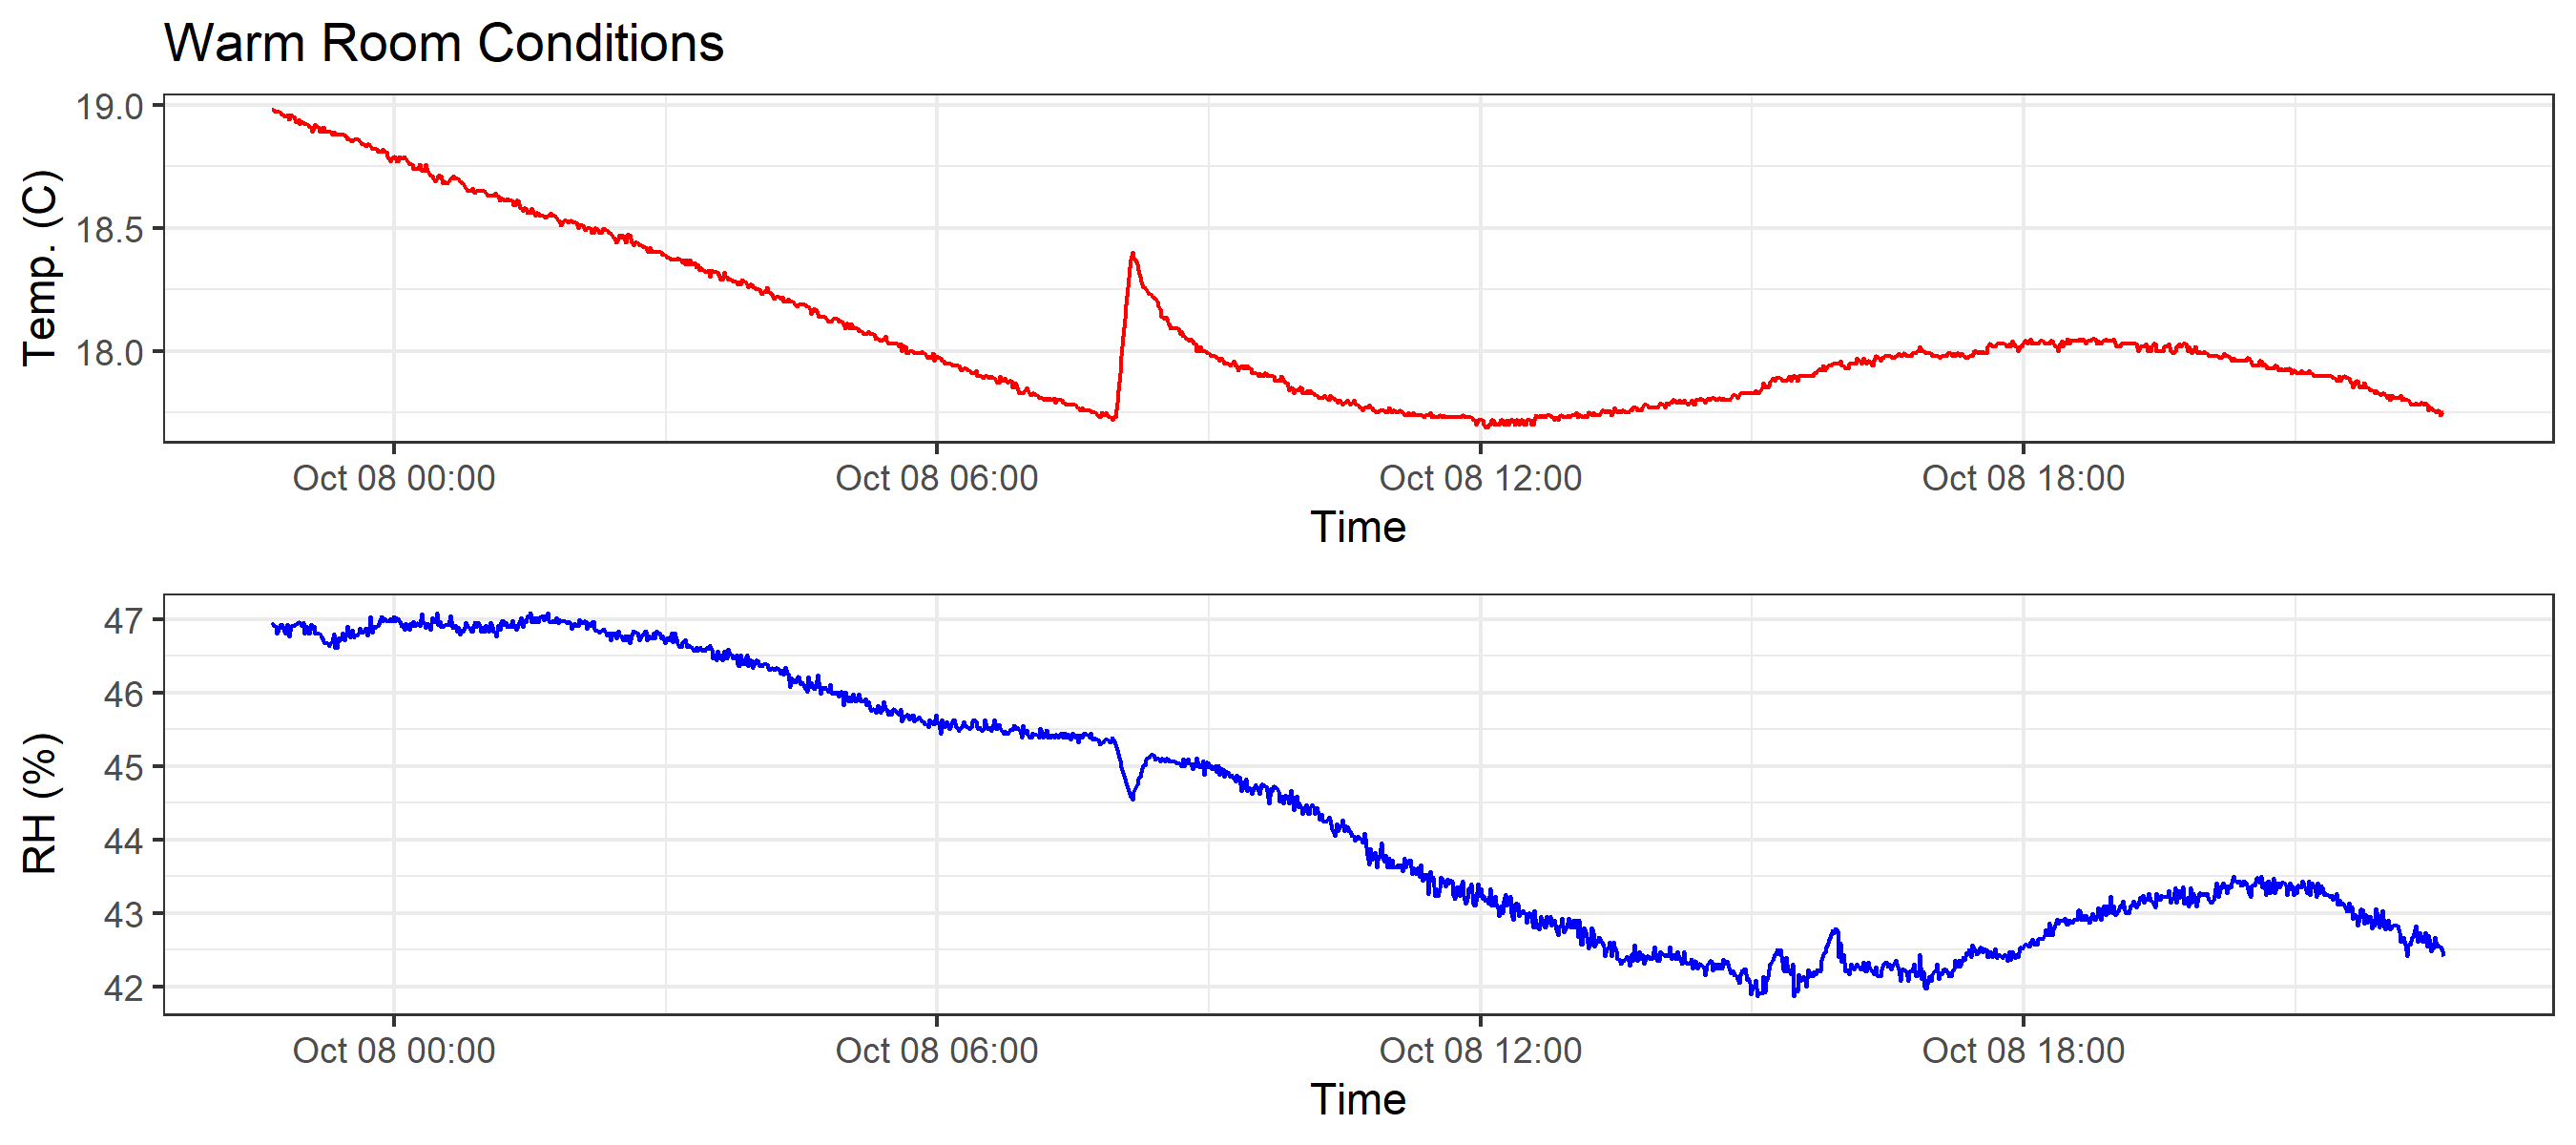 Warm Room Conditions
Temp. (C)
19.0
18.5
18.0
Oct 08 00:00 Oct 08 06:00 Oct 08 12:00 Oct 08 18:00
Time
RH (%)
47
46
45
44
43
42
Oct 08 00:00 Oct 08 06:00 Oct 08 12:00 Oct 08 18:00
Time